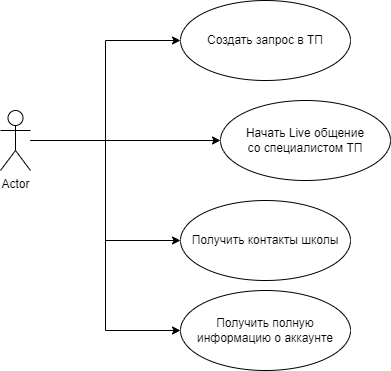 Создать запрос в ТП
Начать Live общение
со специалистом ТП
Actor
Получить контакты школы
Получить полную
информацию о аккаунте